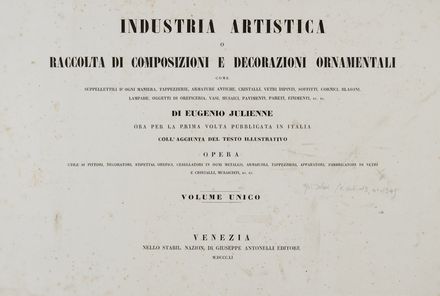 INDUSTRIA ARTISTICA
O
RACCOLTA DI COMPOSIZIONI E DECORAZIONI ORNAMENTALI
COME
SUPPELLETTILI D'OGNI MANIERA, TAPPEZZERIE, ARMATURE ANTICHE, CRISTALLI, VETRI DIPINTI, SOFFITTI, CORNICI, BLASONI,
LAMPADE, OGGETTI DI OREFICERIA, VASI, MUSAICI, PAVIMENTI, PARETI, FINIMENTI, ec. ec.
DI EUGENIO JULIENNE
ORA PER LA PRIMA VOLTA PUBBLICATA IN ITALIA
COLL'AGGIUNTA DEL TESTO ILLUSTRATIVO
OPERA
UTILE AI PITTORI, DECORATORI, STIPETTAI, OREFICI, CESELLATORI IN OGNI METALLO, ARMAIUOLI, TAPPEZZIERI, APPARATORI, FABBRICATORI DI VETRI
E CRISTALLI, MUSAICISTI, ec. ec.
VOLUME UNICO
VENEZIA
NELLO STABIL. NAZION. DI GIUSEPPE ANTONELLI EDITORE
MDCCCLI